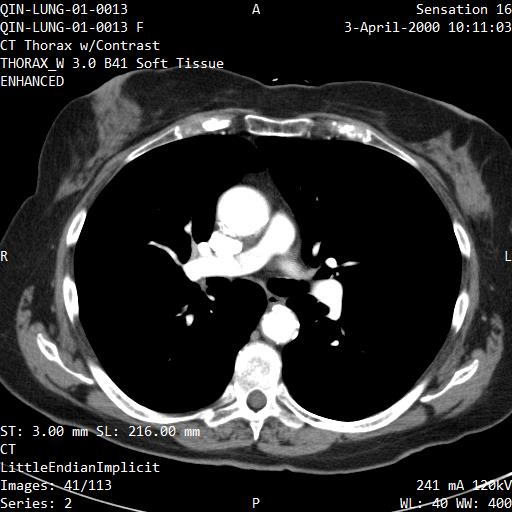 QIN-LUNG-01-0013
A
Sensation 16
QIN-LUNG-01-0013 F
3-April-2000 10:11:03
CT Thorax w/Contrast
THORAX_W 3.0 B41 Soft Tissue
ENHANCED
R
L
ST: 3.00 mm SL: 216.00 mm
CT
LittleEndianImplicit
Images: 41/113
241 mA 120kV
Series: 2
P
WL: 40 WW: 400